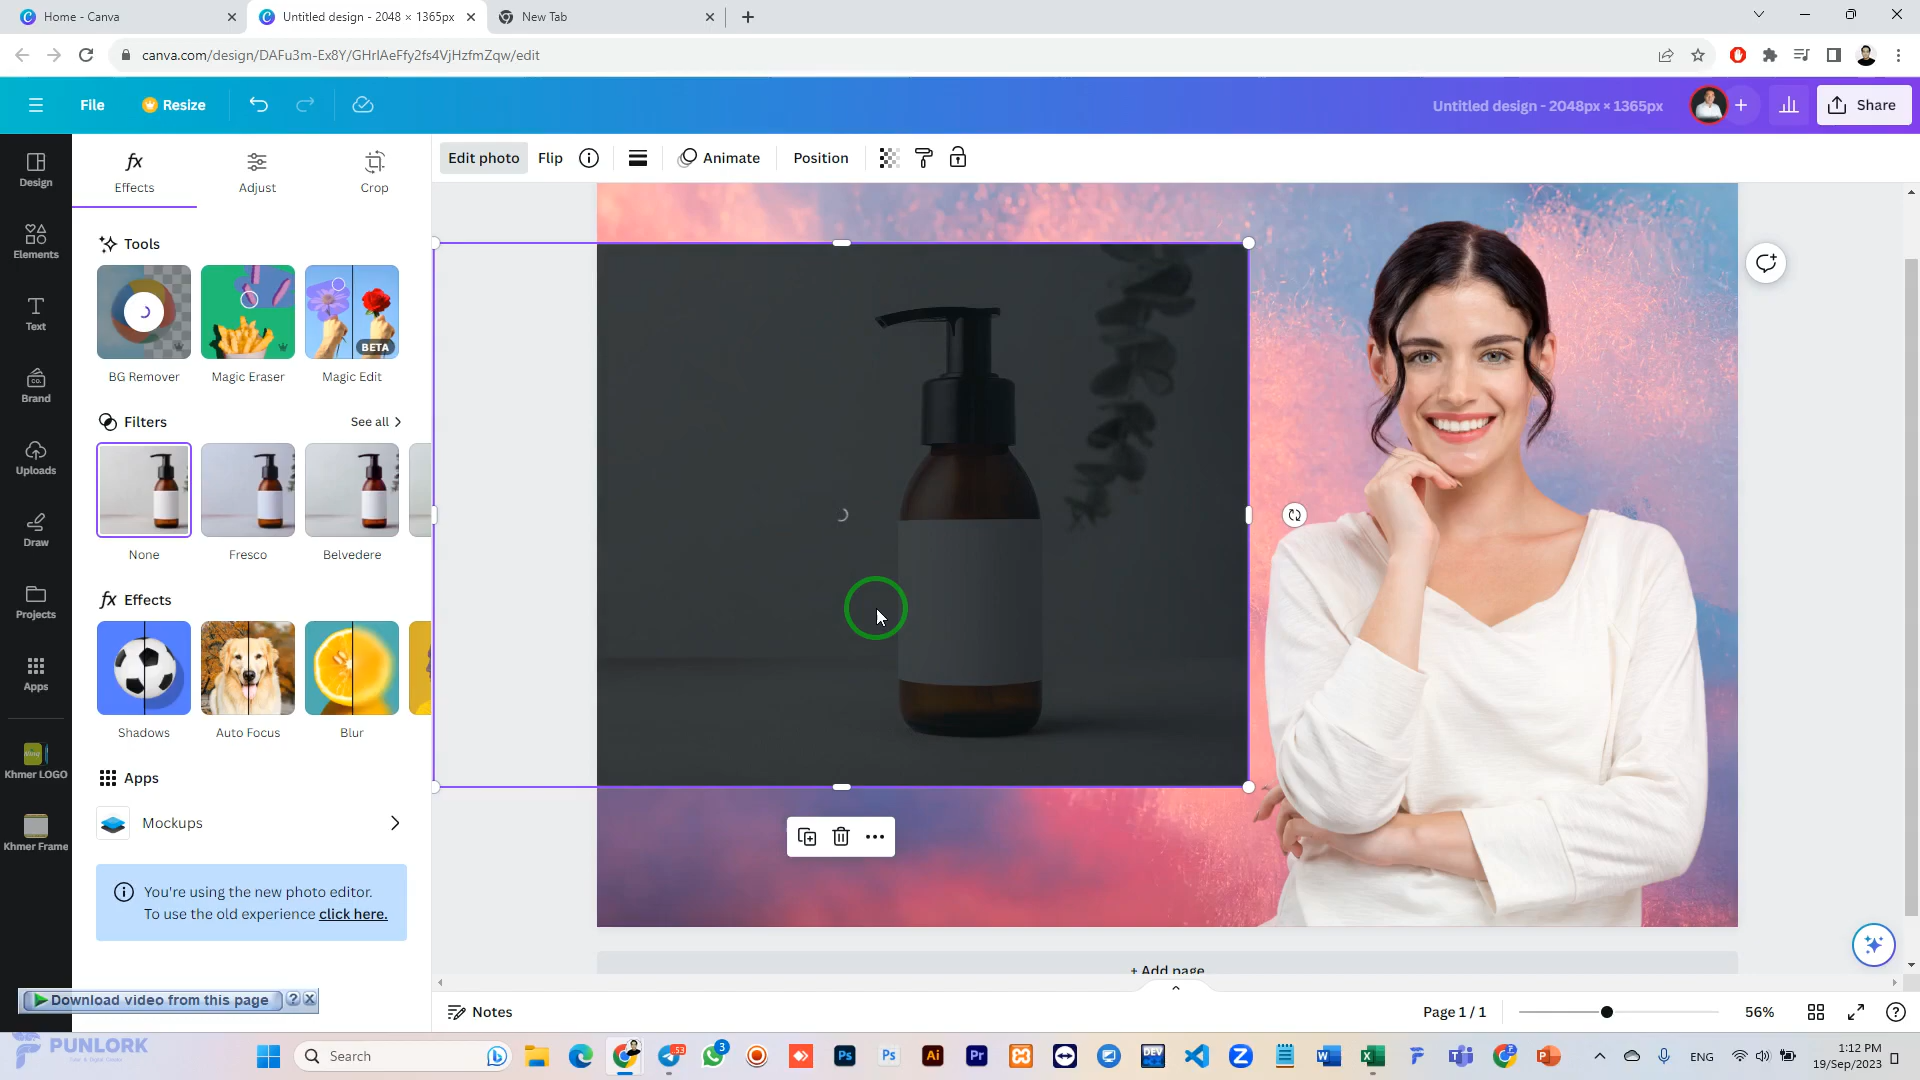 Home - Canva
Untitled design - 2048 × 1365px
New Tab
canva.com/design/DAFu3m-Ex8Y/GHrIAeFfy2fs4VjHzfmZqw/edit
File
Resize
Untitled design - 2048px × 1365px
Share
Design
Elements
Text
Brand
Uploads
Draw
Projects
Apps
Khmer LOGO
Khmer Frame
Effects
Adjust
Crop
Edit photo
Flip
Animate
Position
Tools
BETA
BG Remover
Magic Eraser
Magic Edit
Filters
See all
None
Fresco
Belvedere
fx Effects
Shadows
Auto Focus
Blur
Apps
Mockups
You're using the new photo editor.
To use the old experience click here.
+ Add page
Download video from this page
Notes
Page 1 / 1
56%
PUNLORK
Search
53
3
ENG
1:12 PM
19/Sep/2023